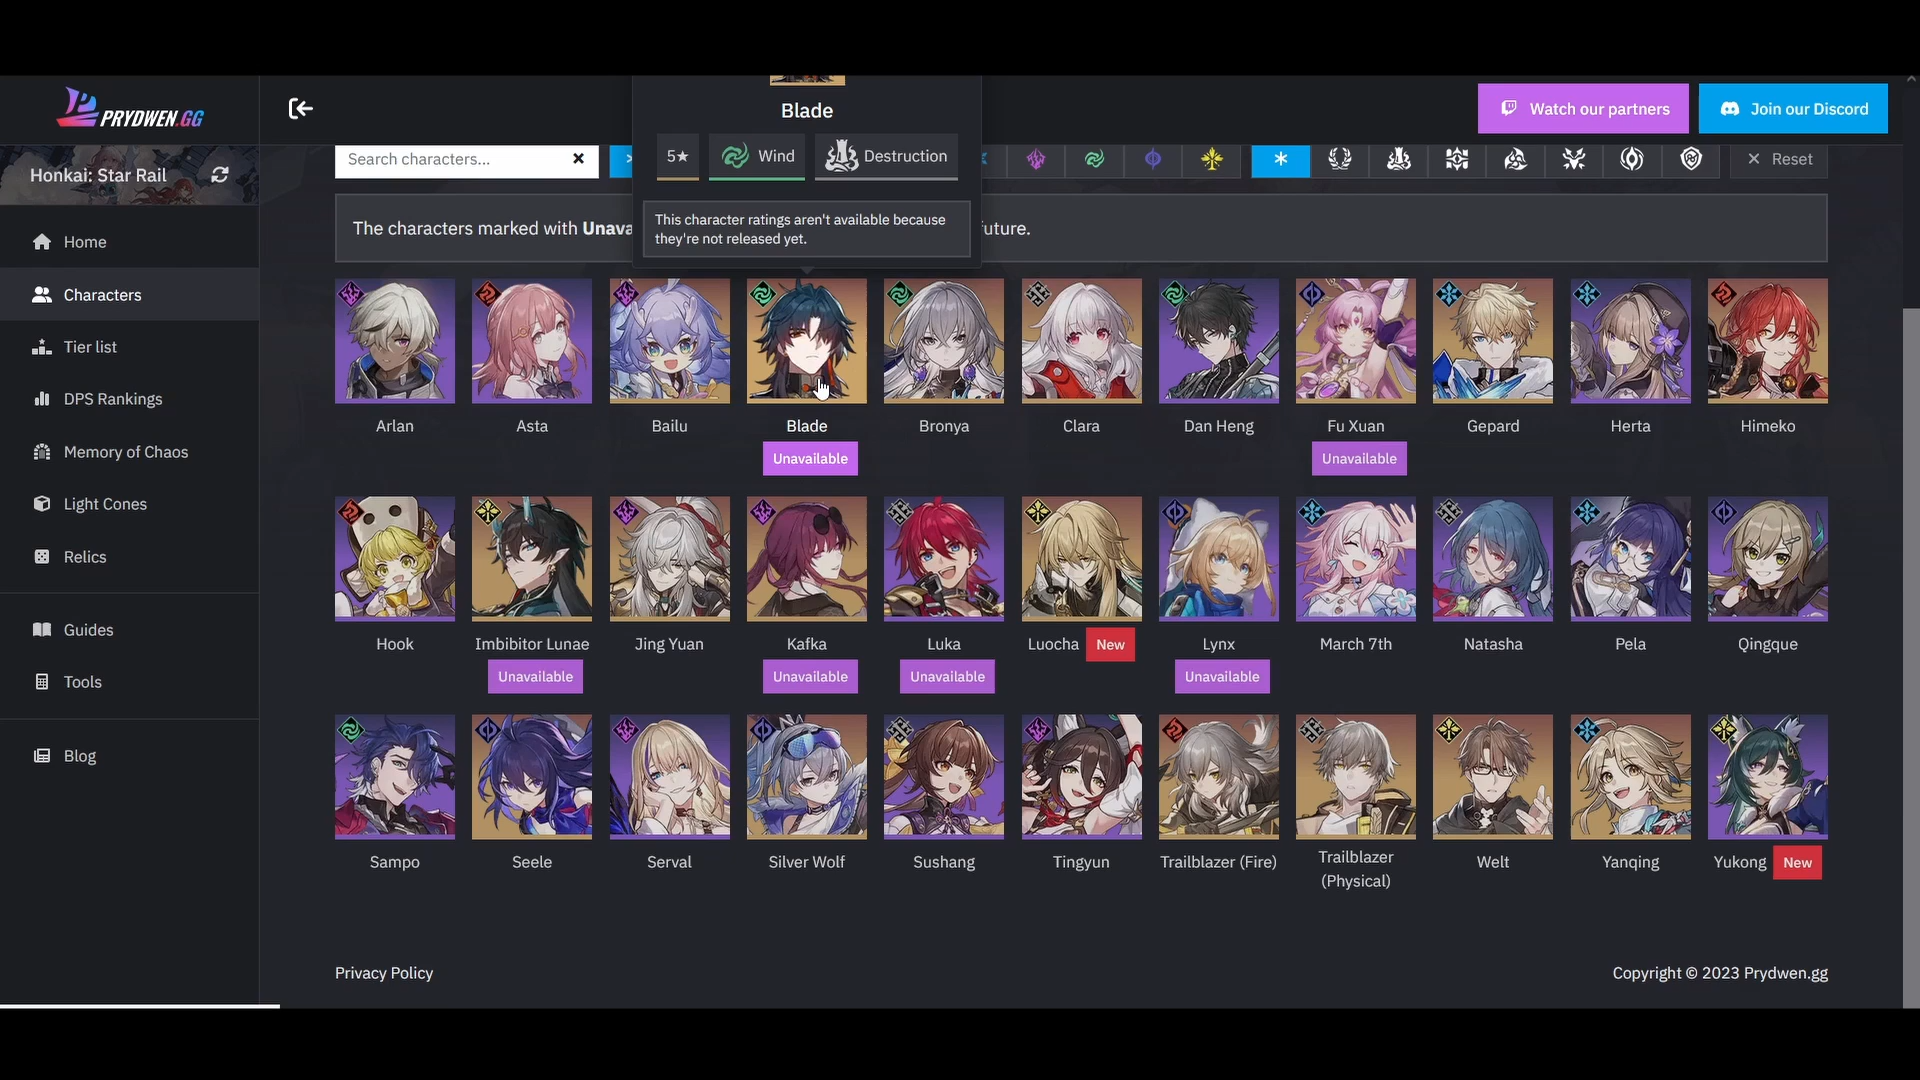 PRYDWEN.GG
Blade
Watch our partners
Join our Discord
5★
Wind
Destruction
Search characters...
Reset
Honkai: Star Rail
This character ratings aren't available because
they're not released yet.
The characters marked with Unava
future.
Home
Characters
Tier list
DPS Rankings
Memory of Chaos
Light Cones
Relics
Guides
Tools
Blog
Arlan
Asta
Bailu
Blade
Bronya
Clara
Dan Heng
Fu Xuan
Gepard
Herta
Himeko
Unavailable
Unavailable
Hook
Imbibitor Lunae
Jing Yuan
Kafka
Luka
Luocha New
Lynx
March 7th
Natasha
Pela
Qingque
Unavailable
Unavailable
Unavailable
Unavailable
Sampo
Seele
Serval
Silver Wolf
Sushang
Tingyun
Trailblazer (Fire)
Trailblazer
(Physical)
Welt
Yanqing
Yukong New
Privacy Policy
Copyright © 2023 Prydwen.gg